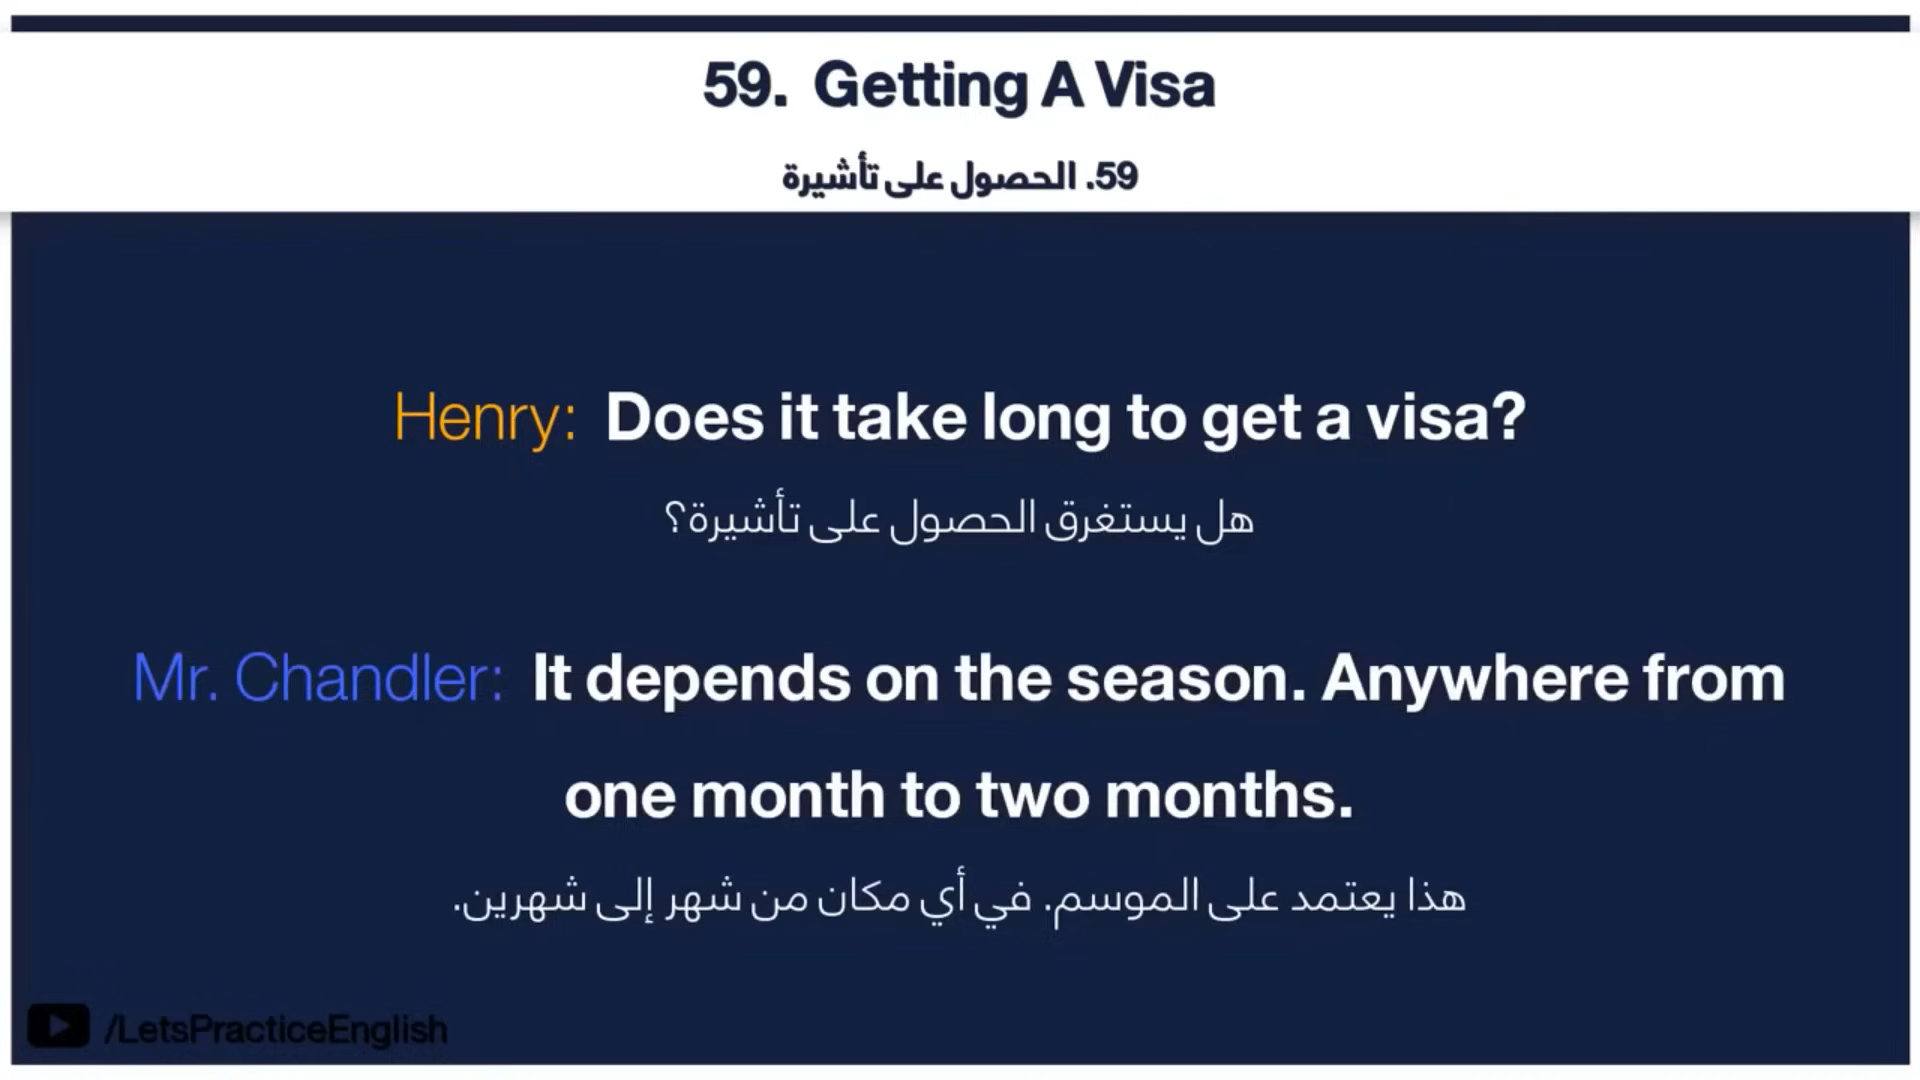 59. Getting A Visa
59. الحصول على تأشيرة
Henry: Does it take long to get a visa?
هل يستغرق الحصول على تأشيرة؟
Mr. Chandler: It depends on the season. Anywhere from
one month to two months.
هذا يعتمد على الموسم. في أي مكان من شهر إلى شهرين.
/LetsPracticeEnglish